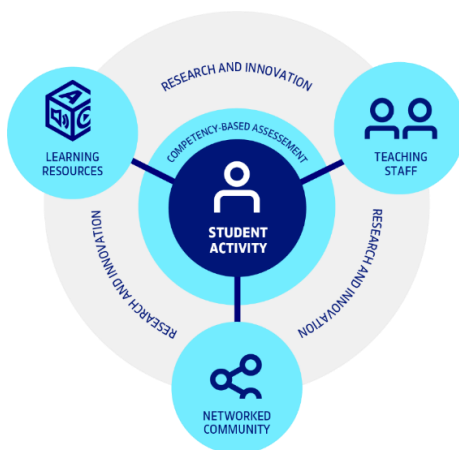 RESEARCH AND INNOVATION
A
LEARNING
RESOURCES
COMPETENCY-BASED ASSESSEMENT
TEACHING
STAFF
STUDENT
ACTIVITY
RESEARCH AND INNOVATION
RESEARCH AND INNOVATION
NETWORKED
COMMUNITY